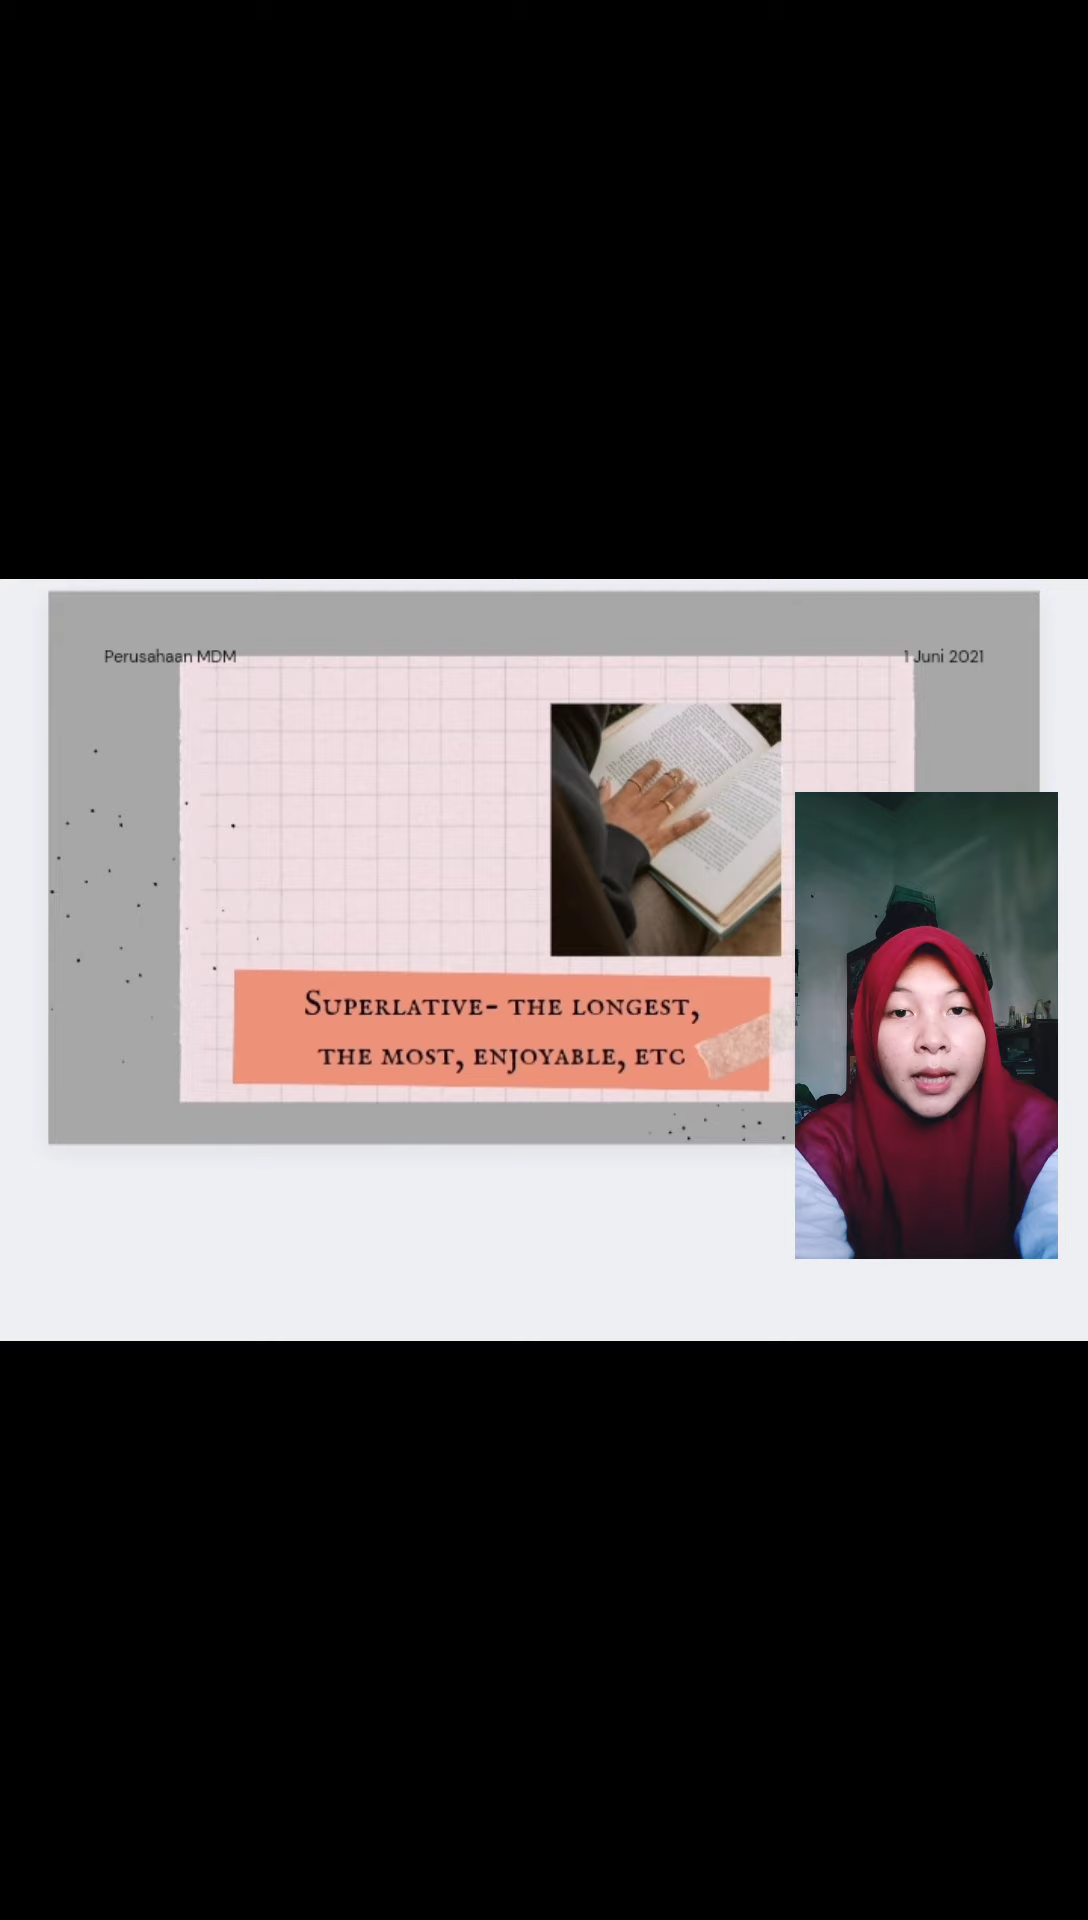 Perusahaan MDM
1 Juni 2021
Superlative- the longest,
the most, enjoyable, etc